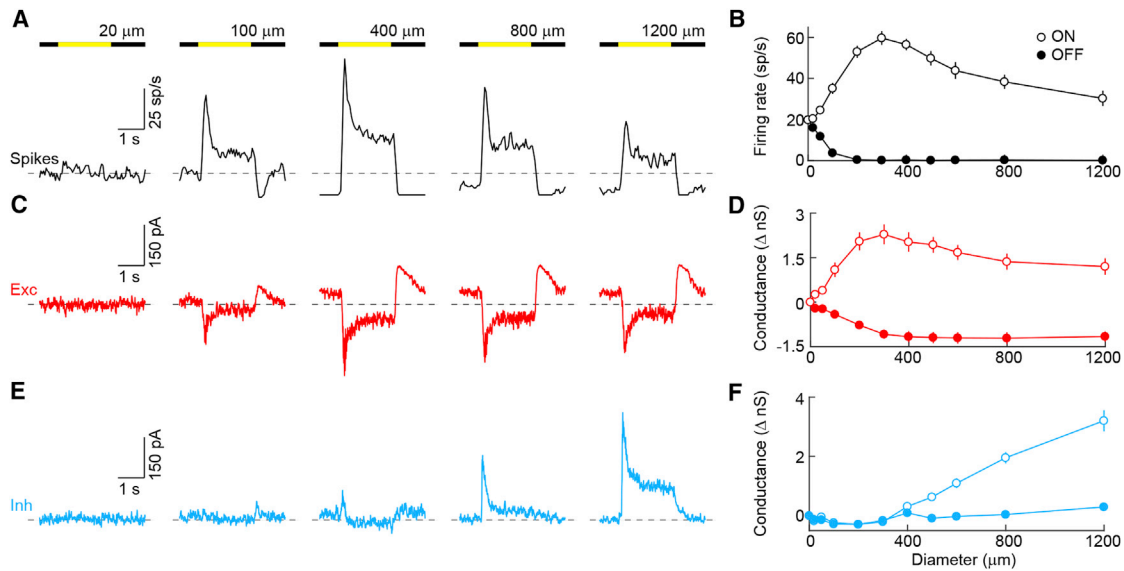 A
20 μm
100 μm
400 μm
800 μm
1200 μm
25 sp/s
1 s
Spikes
B
ON
OFF
Firing rate (sp/s)
60
40
20
0
0 400 800 1200
C
150 pA
1 s
Exc
D
Conductance (Δ nS)
3
1.5
0
-1.5
0 400 800 1200
E
150 pA
1 s
Inh
F
Conductance (Δ nS)
4
2
0
0 400 800 1200
Diameter (μm)